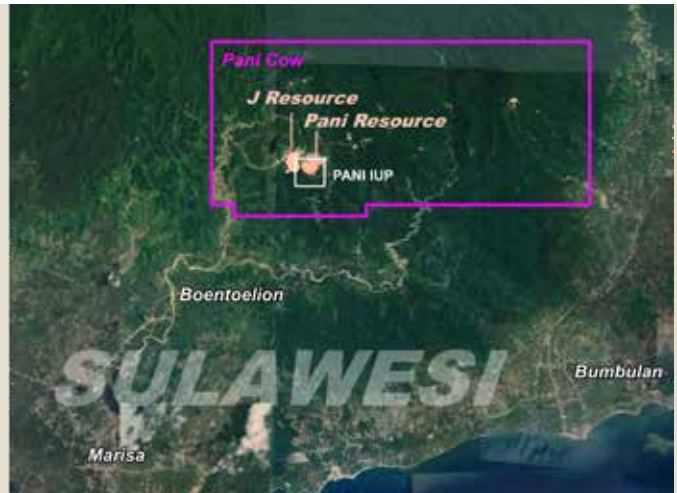 Pani Cow
J Resource
Pani Resource
PANI IUP
Boentoelion
SULAWESI
Bumbulan
Marisa